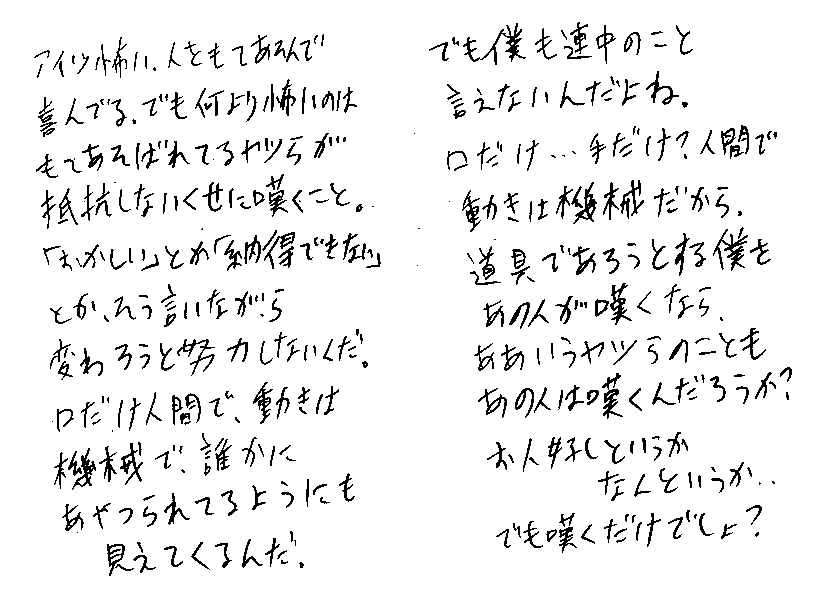 アイツ怖い、人をもてあそんで
喜んでる。でも何より怖いのは
もてあそばれてるヤツらが
抵抗しないくせに嘆くこと。
「おかしい」とか「納得できない」
とか、そう言いながら
変わろうと努力しないんだ。
口だけ人間で、動きは
機械で、誰かに
あやつられてるようにも
見えてくるんだ。
でも僕も連中のこと
言えないんだよね。
口だけ…手だけ?人間で
動きは機械だから、
道具であろうとする僕を
あの人が嘆くなら、
ああいうヤツらのことも
あの人は嘆くんだろうか?
お人好しというか
なんというか..
でも嘆くだけでしょ?